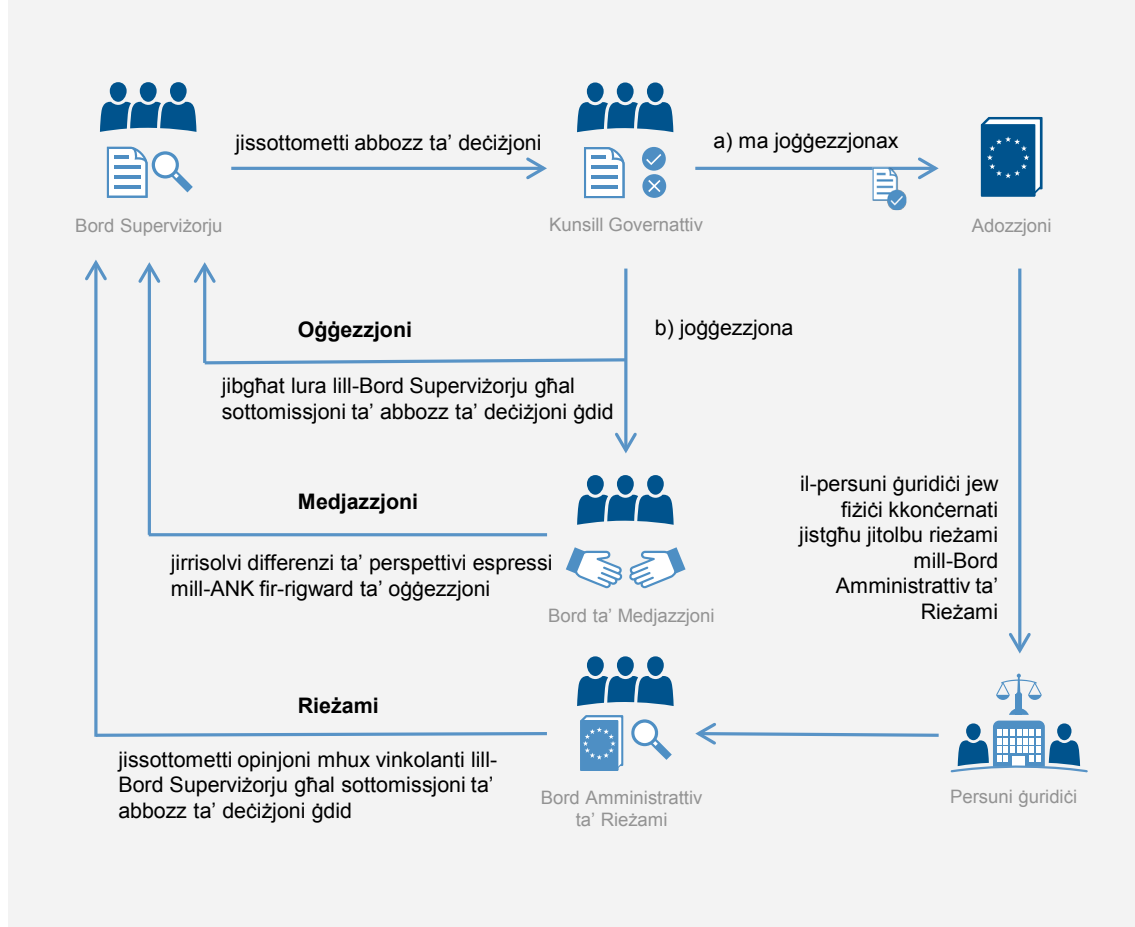 jissottometti abbozz ta’ deċiżjoni
a) ma joġġezzjonax
Bord Superviżorju
Kunsill Governattiv
Adozzjoni
Oġġezzjoni
b) joġġezzjona
jibgħat lura lill-Bord Superviżorju għal
sottomissjoni ta’ abbozz ta’ deċiżjoni ġdid
Medjazzjoni
jirrisolvi differenzi ta’ perspettivi espressi
mill-ANK fir-rigward ta’ oġġezzjoni
Bord ta’ Medjazzjoni
il-persuni ġuridiċi jew
fiżiċi kkonċernati
jistgħu jitolbu rieżami
mill-Bord
Amministrattiv ta’
Rieżami
Rieżami
jissottometti opinjoni mhux vinkolanti lill-
Bord Superviżorju għal sottomissjoni ta’
abbozz ta’ deċiżjoni ġdid
Bord Amministrattiv
ta’ Rieżami
Persuni ġuridiċi